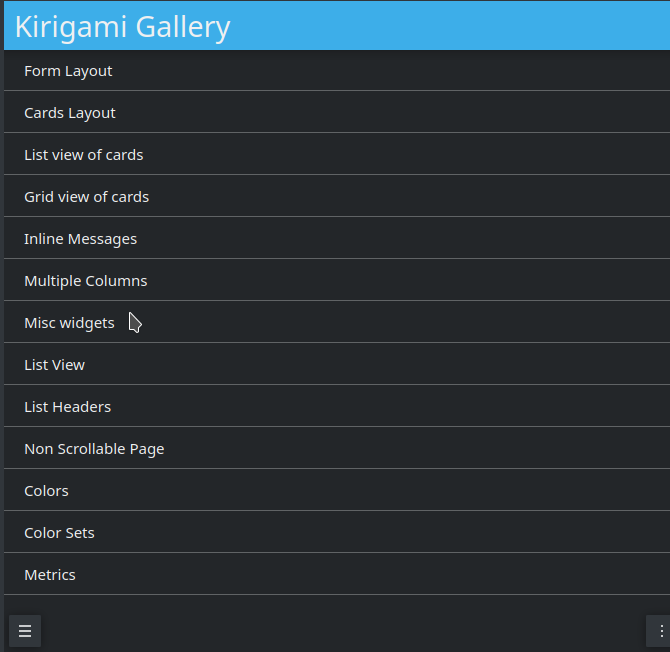 Kirigami Gallery
Form Layout
Cards Layout
List view of cards
Grid view of cards
Inline Messages
Multiple Columns
Misc widgets
List View
List Headers
Non Scrollable Page
Colors
Color Sets
Metrics